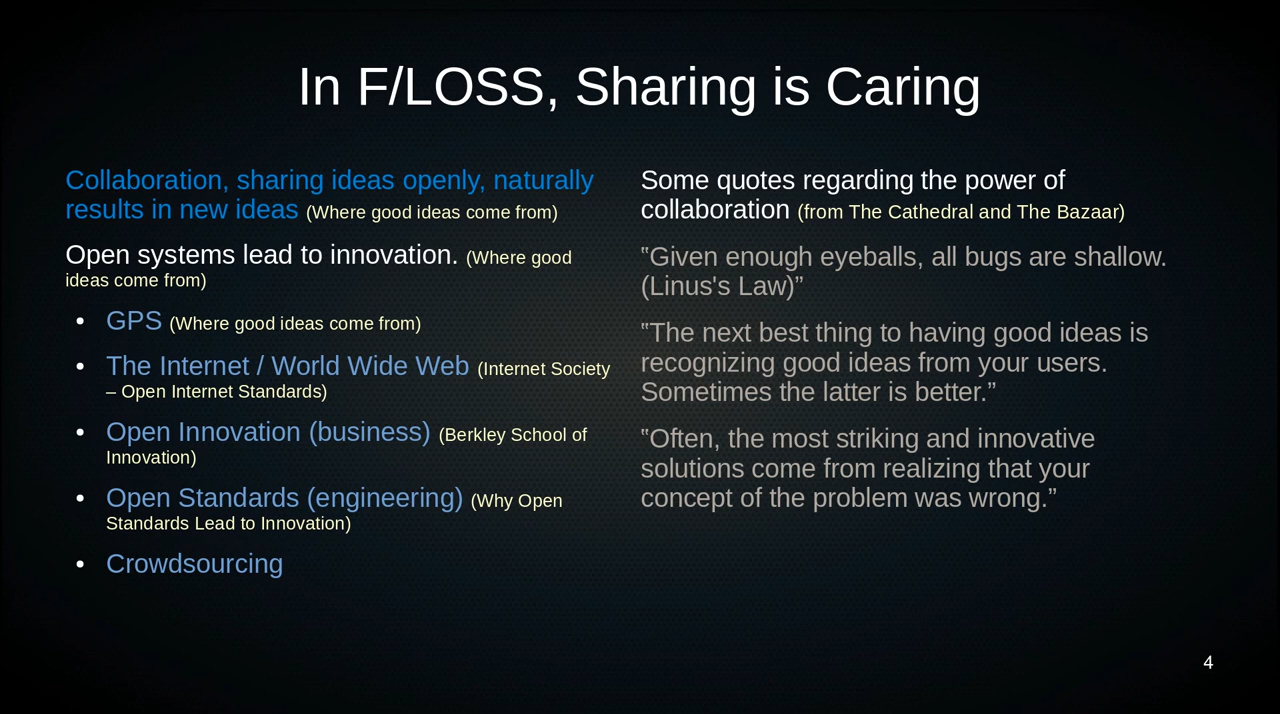 In F/LOSS, Sharing is Caring
Collaboration, sharing ideas openly, naturally
results in new ideas (Where good ideas come from)
Open systems lead to innovation. (Where good
ideas come from)
• GPS (Where good ideas come from)
• The Internet / World Wide Web (Internet Society
– Open Internet Standards)
• Open Innovation (business) (Berkley School of
Innovation)
• Open Standards (engineering) (Why Open
Standards Lead to Innovation)
• Crowdsourcing
Some quotes regarding the power of
collaboration (from The Cathedral and The Bazaar)
‟Given enough eyeballs, all bugs are shallow.
(Linus's Law)”
‟The next best thing to having good ideas is
recognizing good ideas from your users.
Sometimes the latter is better.”
‟Often, the most striking and innovative
solutions come from realizing that your
concept of the problem was wrong.”
4